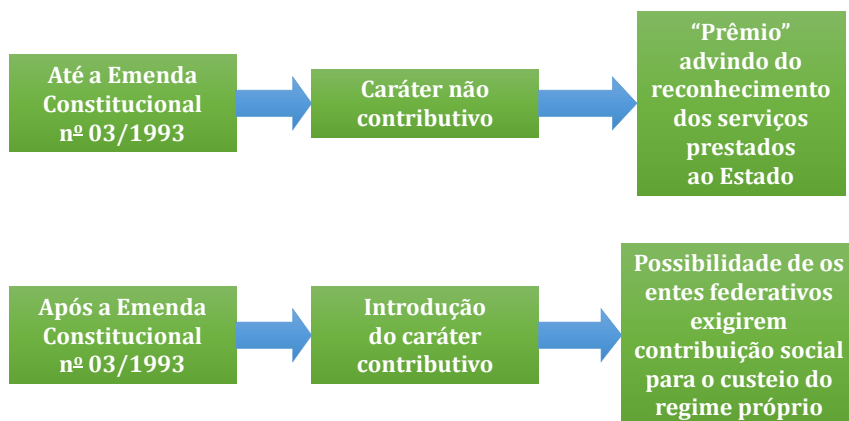 Até a Emenda
Constitucional
nº 03/1993
Caráter não
contributivo
“Prêmio”
advindo do
reconhecimento
dos serviços
prestados
ao Estado
Após a Emenda
Constitucional
nº 03/1993
Introdução
do caráter
contributivo
Possibilidade de os
entes federativos
exigirem
contribuição social
para o custeio do
regime próprio